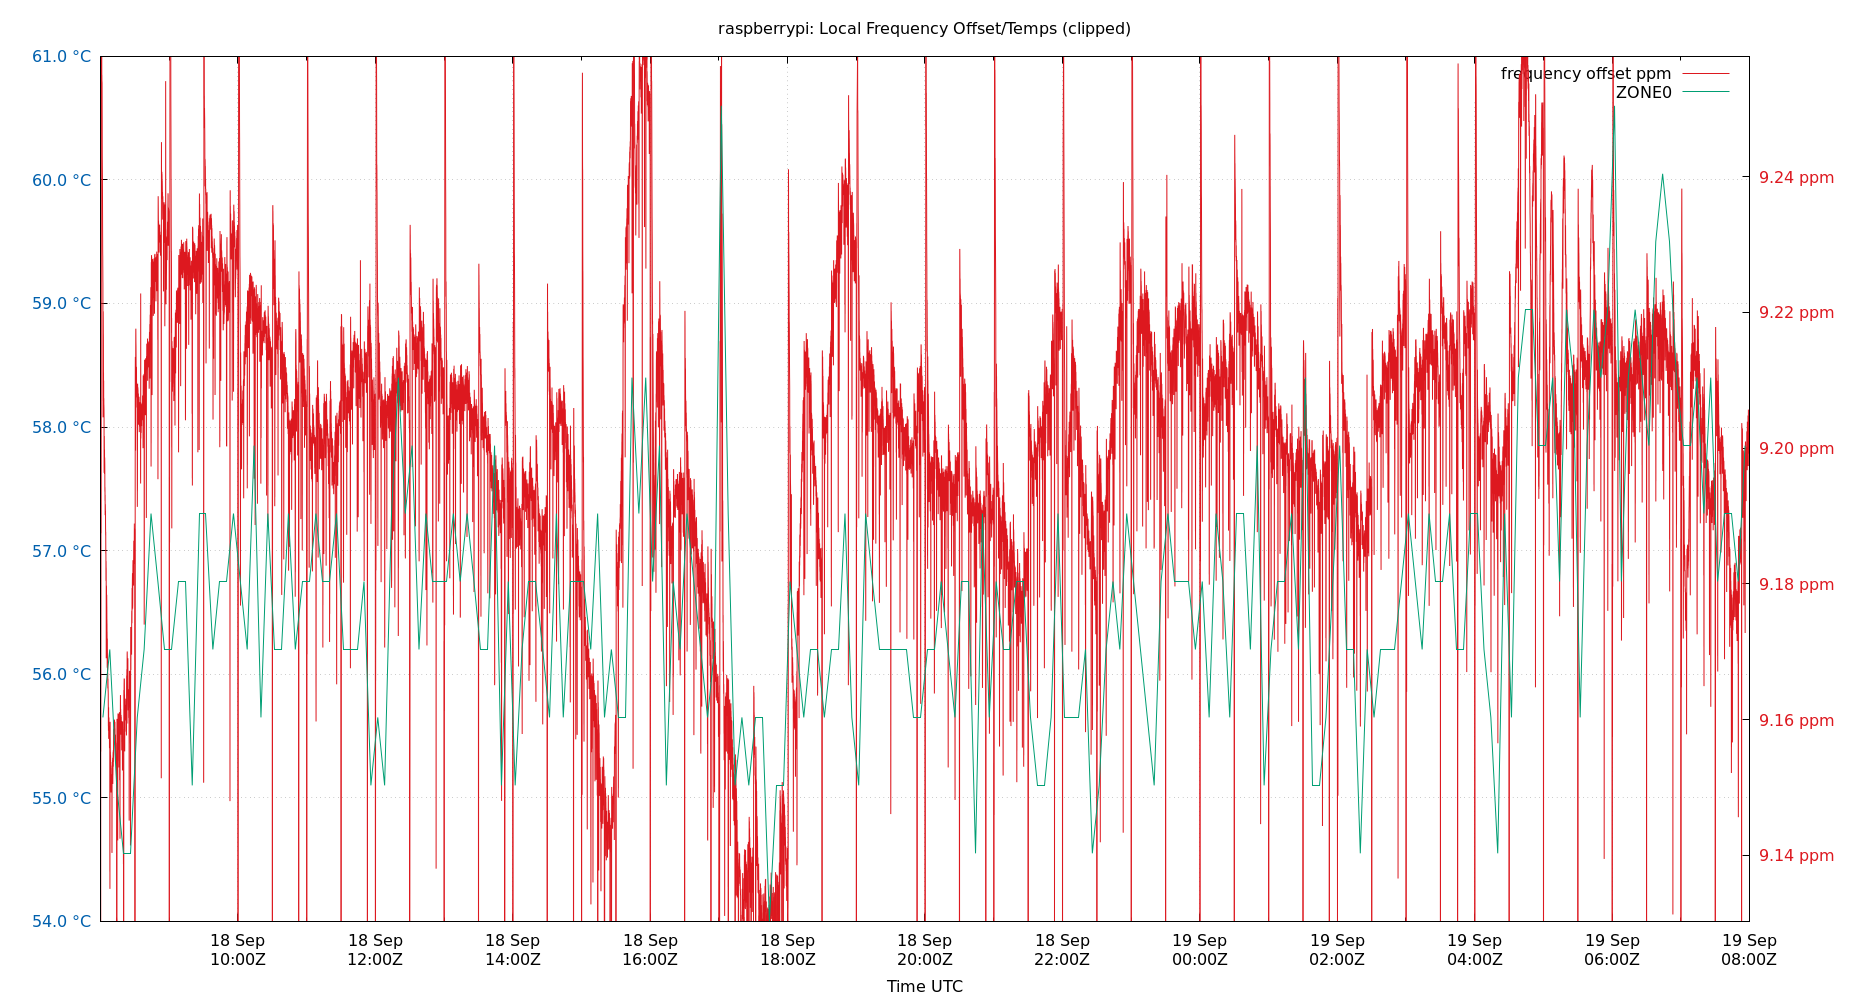 raspberrypi: Local Frequency Offset/Temps (clipped)
61.0 °C
60.0 °C
59.0 °C
58.0 °C
57.0 °C
56.0 °C
55.0 °C
54.0 °C
frequency offset ppm
ZONE0
9.24 ppm
9.22 ppm
9.20 ppm
9.18 ppm
9.16 ppm
9.14 ppm
18 Sep 18 Sep 18 Sep 18 Sep 18 Sep 18 Sep 18 Sep 19 Sep 19 Sep 19 Sep 19 Sep 19 Sep
10:00Z 12:00Z 14:00Z 16:00Z 18:00Z 20:00Z 22:00Z 00:00Z 02:00Z 04:00Z 06:00Z 08:00Z
Time UTC